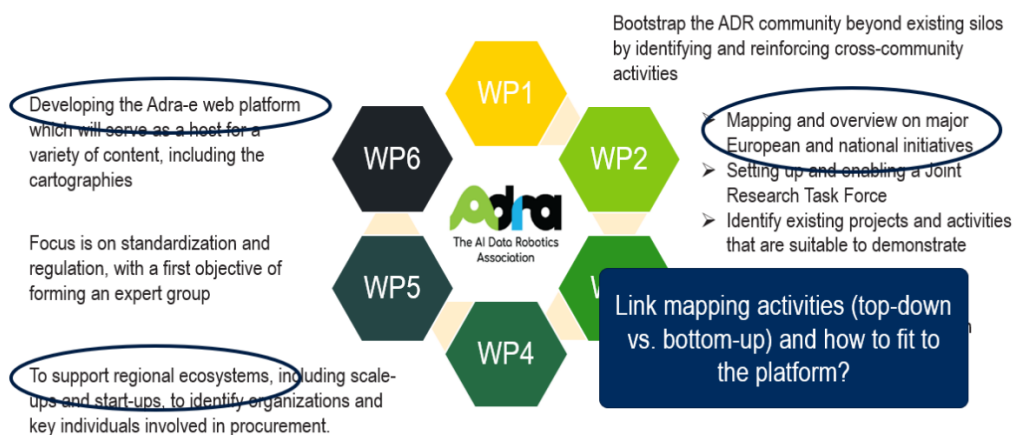 Bootstrap the ADR community beyond existing silos
by identifying and reinforcing cross-community
activities
WP1
Developing the Adra-e web platform
which will serve as a host for a
variety of content, including the
cartographies
WP6
WP2
➤ Mapping and overview on major
European and national initiatives
➤ Setting up and enabling a Joint
Research Task Force
➤ Identify existing projects and activities
that are suitable to demonstrate
Adra
The AI Data Robotics
Association
Focus is on standardization and
regulation, with a first objective of
forming an expert group
WP5
Link mapping activities (top-down
vs. bottom-up) and how to fit to
the platform?
WP4
To support regional ecosystems, including scale-
ups and start-ups, to identify organizations and
key individuals involved in procurement.